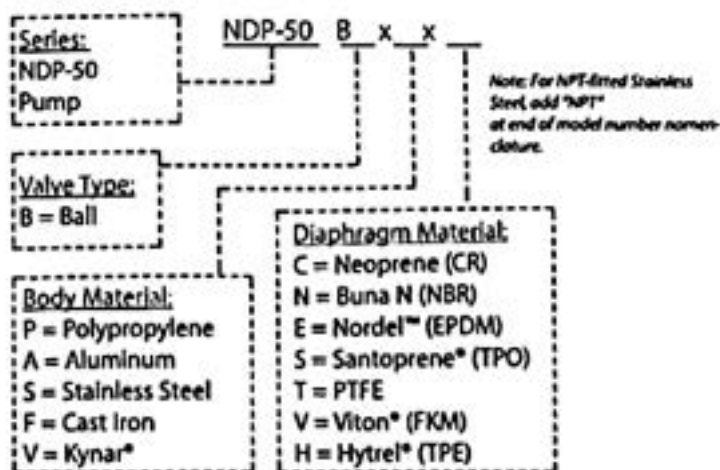 NDP-50 B x x
Series:
NDP-50
Pump
Note: For NPT-fitted Stainless
Steel, add "NPT"
at end of model number nomen-
clature.
Valve Type:
B = Ball
Body Material:
P = Polypropylene
A = Aluminum
S = Stainless Steel
F = Cast Iron
V = Kynar®
Diaphragm Material:
C = Neoprene (CR)
N = Buna N (NBR)
E = Nordel™ (EPDM)
S = Santoprene® (TPO)
T = PTFE
V = Viton® (FKM)
H = Hytrel® (TPE)